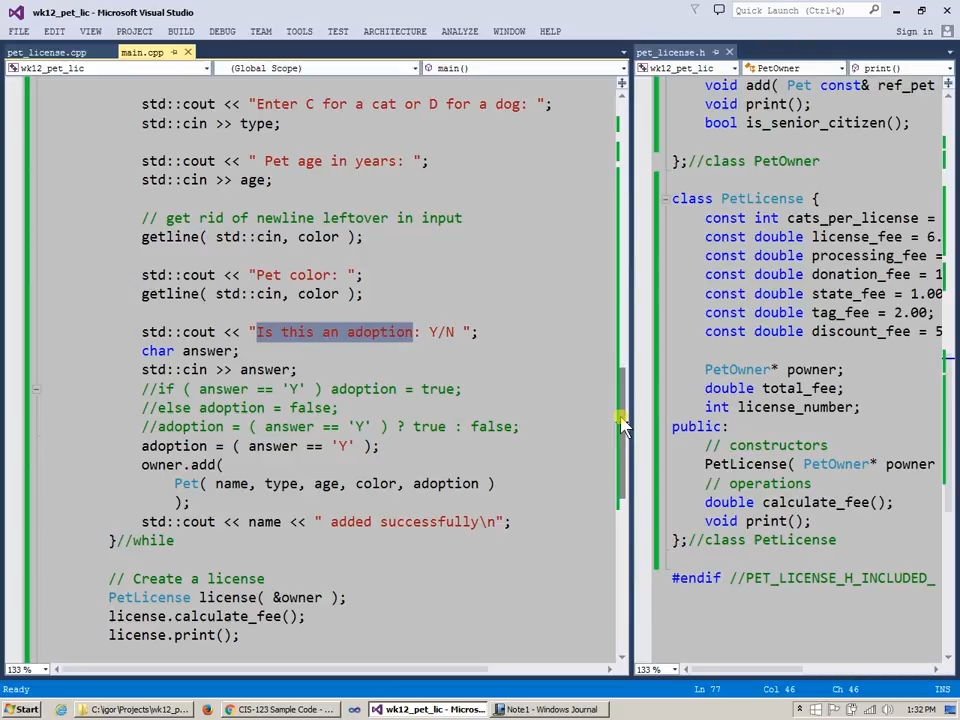 wk12_pet_lic - Microsoft Visual Studio
Quick Launch (Ctrl+Q)
FILE EDIT VIEW PROJECT BUILD DEBUG TEAM TOOLS TEST ARCHITECTURE ANALYZE WINDOW HELP
Sign in
pet_license.cpp main.cpp
wk12_pet_lic (Global Scope) main()
std::cout << "Enter C for a cat or D for a dog: ";
std::cin >> type;
std::cout << " Pet age in years: ";
std::cin >> age;
// get rid of newline leftover in input
getline( std::cin, color );
std::cout << "Pet color: ";
getline( std::cin, color );
std::cout << "Is this an adoption: Y/N ";
char answer;
std::cin >> answer;
//if ( answer == 'Y' ) adoption = true;
//else adoption = false;
//adoption = ( answer == 'Y' ) ? true : false;
adoption = ( answer == 'Y' );
owner.add(
Pet( name, type, age, color, adoption )
);
std::cout << name << " added successfully\n";
}//while
// Create a license
PetLicense license( &owner );
license.calculate_fee();
license.print();
133 %
pet_license.h
wk12_pet_lic PetOwner print()
void add( Pet const& ref_pet
void print();
bool is_senior_citizen();
};//class PetOwner
class PetLicense {
const int cats_per_license =
const double license_fee = 6.
const double processing_fee =
const double donation_fee = 1
const double state_fee = 1.00
const double tag_fee = 2.00;
const double discount_fee = 5
PetOwner* powner;
double total_fee;
int license_number;
public:
// constructors
PetLicense( PetOwner* powner
// operations
double calculate_fee();
void print();
};//class PetLicense
#endif //PET_LICENSE_H_INCLUDED_
133 %
Ready Ln 77 Col 46 Ch 46 INS
Start C:\igor\Projects\wk12_p... CIS-123 Sample Code - ... wk12_pet_lic - Micros... Note1 - Windows Journal 1:32 PM